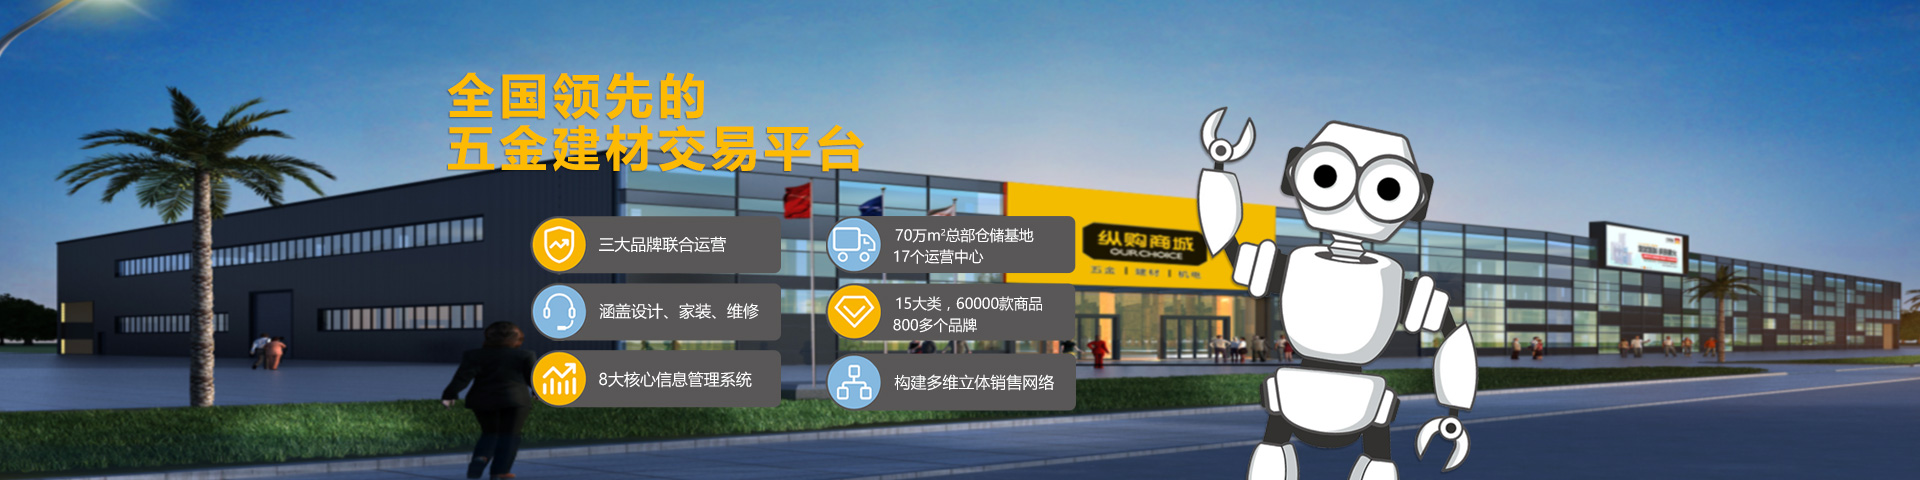 全国领先的
五金建材交易平台
三大品牌联合运营
70万m²总部仓储基地
17个运营中心
涵盖设计、家装、维修
15大类，60000款商品
800多个品牌
8大核心信息管理系统
构建多维立体销售网络
纵购商城
OURCHOICE
五金 | 建材 | 机电